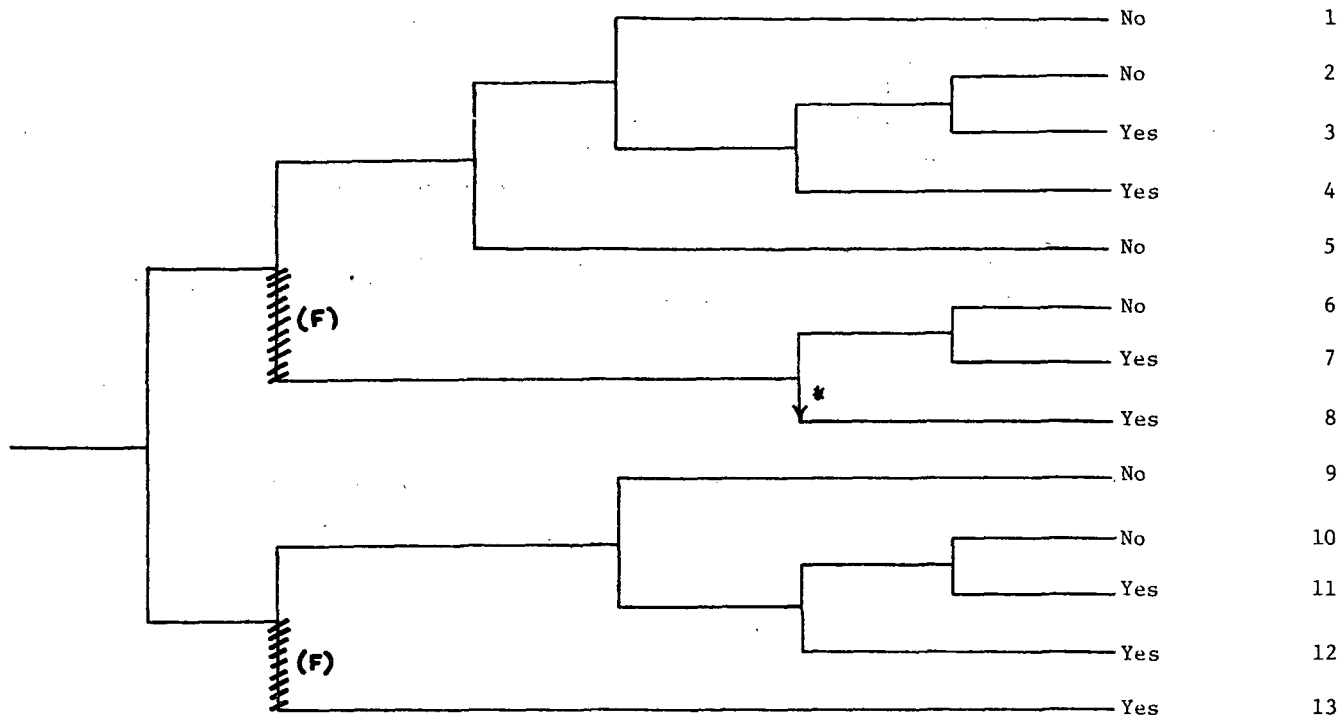 No 1
No 2
Yes 3
Yes 4
No 5
No 6
(F)
Yes 7
*
Yes 8
No 9
No 10
Yes 11
Yes 12
(F)
Yes 13